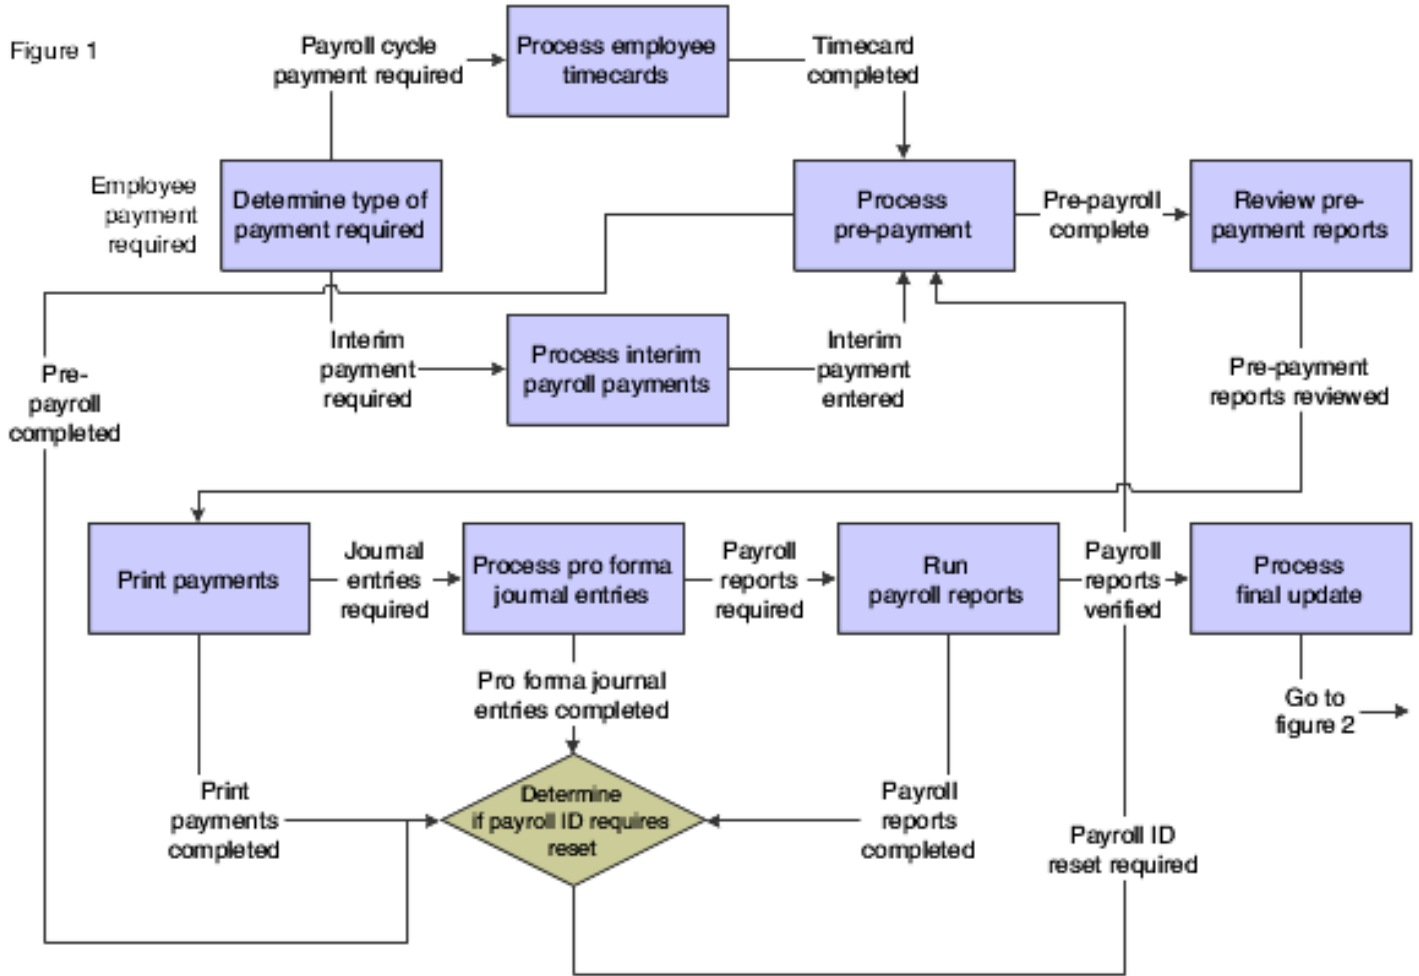 Figure 1
Payroll cycle
payment required
Process employee
timecards
Timecard
completed
Employee
payment
required
Determine type of
payment required
Process
pre-payment
Pre-payroll
complete
Review pre-
payment reports
Interim
payment
required
Process interim
payroll payments
Interim
payment
entered
Pre-
payroll
completed
Pre-payment
reports reviewed
Print payments
Journal
entries
required
Process pro forma
journal entries
Payroll
reports
required
Run
payroll reports
Payroll
reports
verified
Process
final update
Pro forma journal
entries completed
Go to
figure 2
Print
payments
completed
Determine
if payroll ID requires
reset
Payroll
reports
completed
Payroll ID
reset required